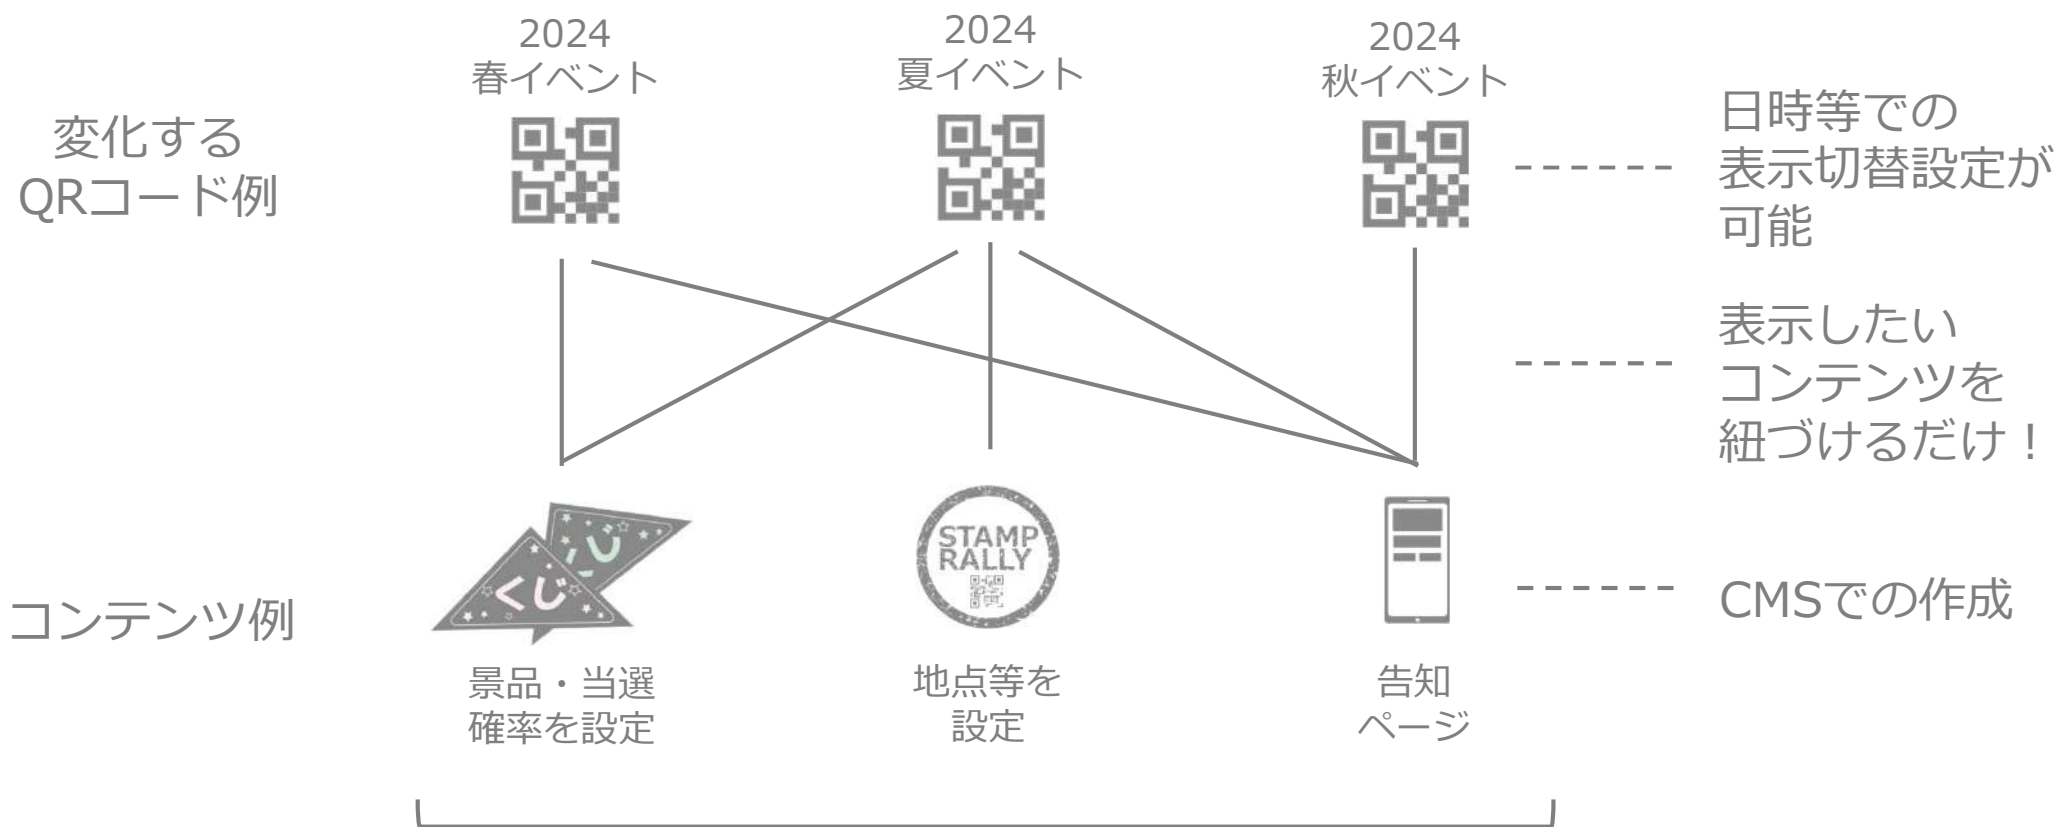 2024
春イベント
2024
夏イベント
2024
秋イベント
変化する
QRコード例
日時等での
表示切替設定が
可能
表示したい
コンテンツを
紐づけるだけ！
コンテンツ例
くじ
じ
STAMP
RALLY
CMSでの作成
景品・当選
確率を設定
地点等を
設定
告知
ページ